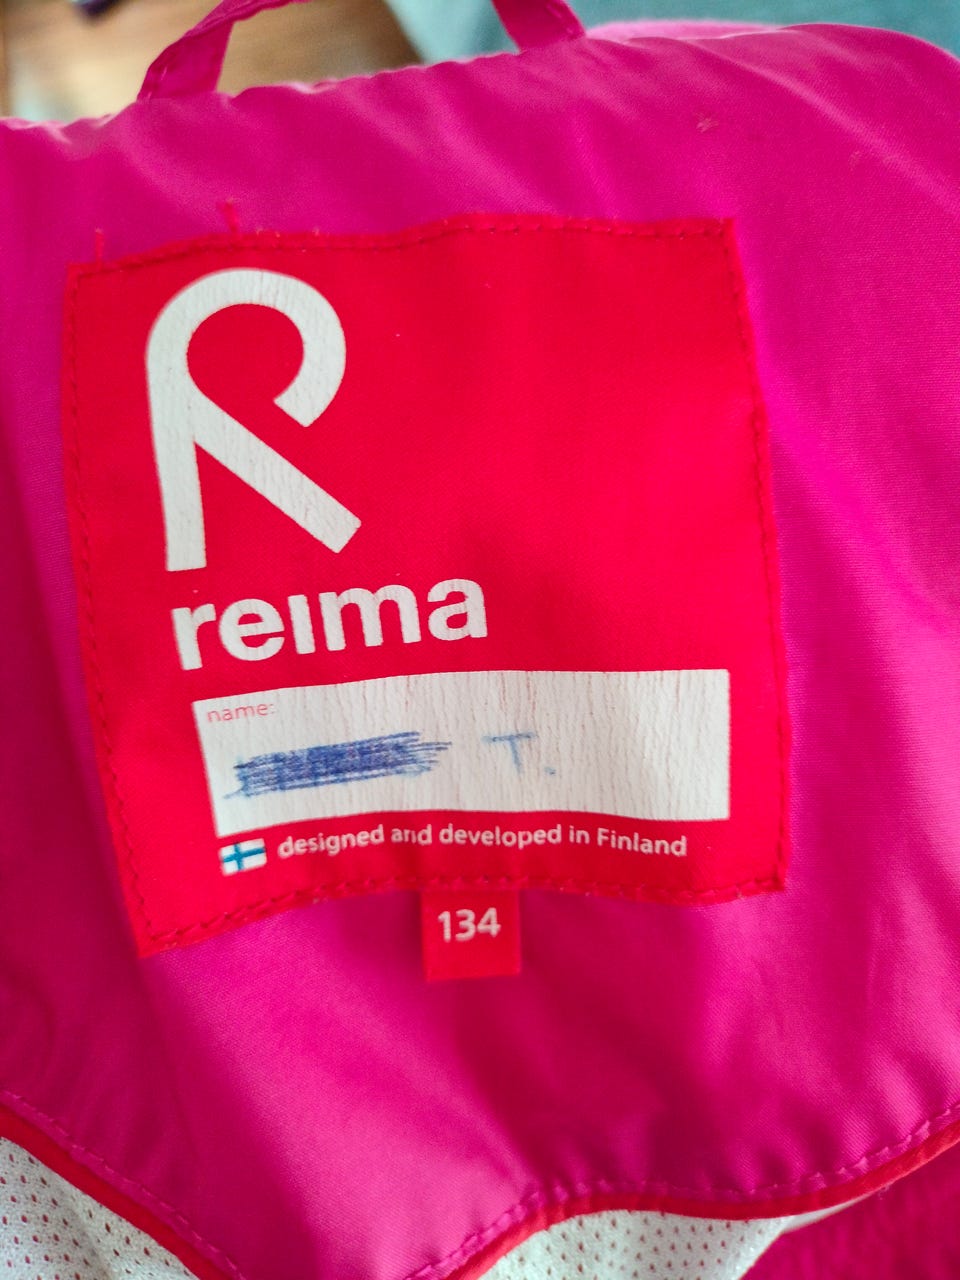 reima
name:
T.
designed and developed in Finland
134